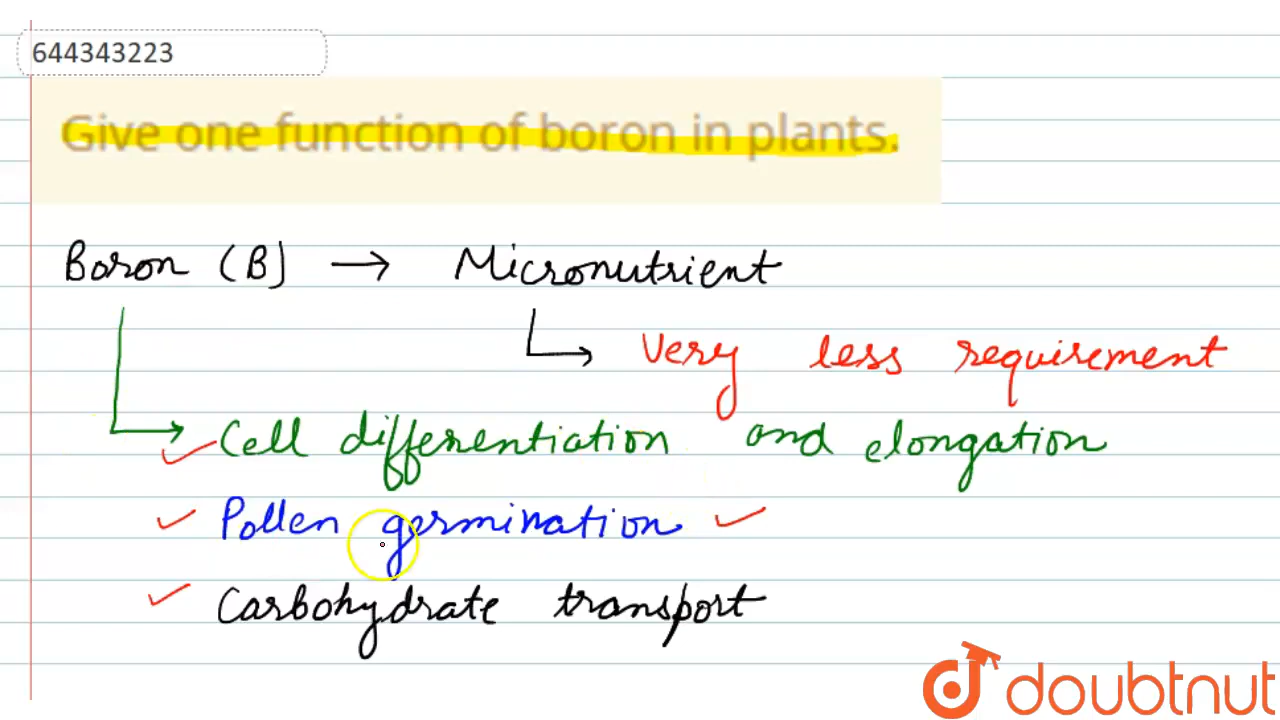 644343223
Give one function of boron in plants.
Boron (B) → Micronutrient
Very less requirement
Cell differentiation and elongation
Pollen germination
Carbohydrate transport
doubtnut